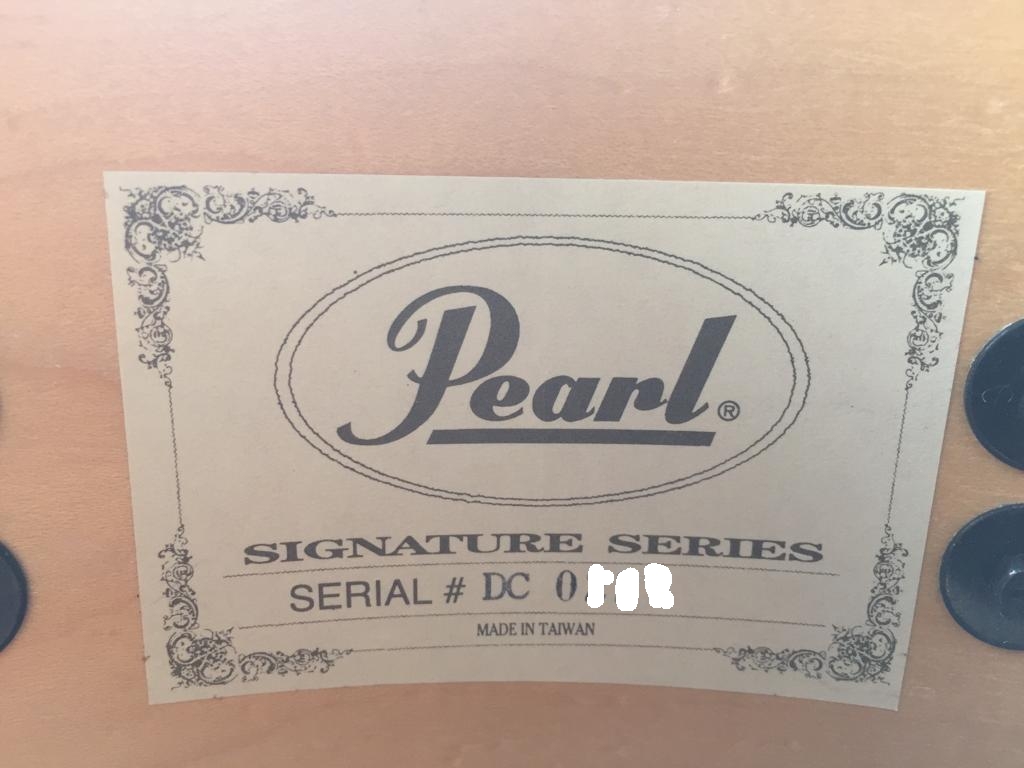 Pearl®
SIGNATURE SERIES
SERIAL # DC 0
MADE IN TAIWAN